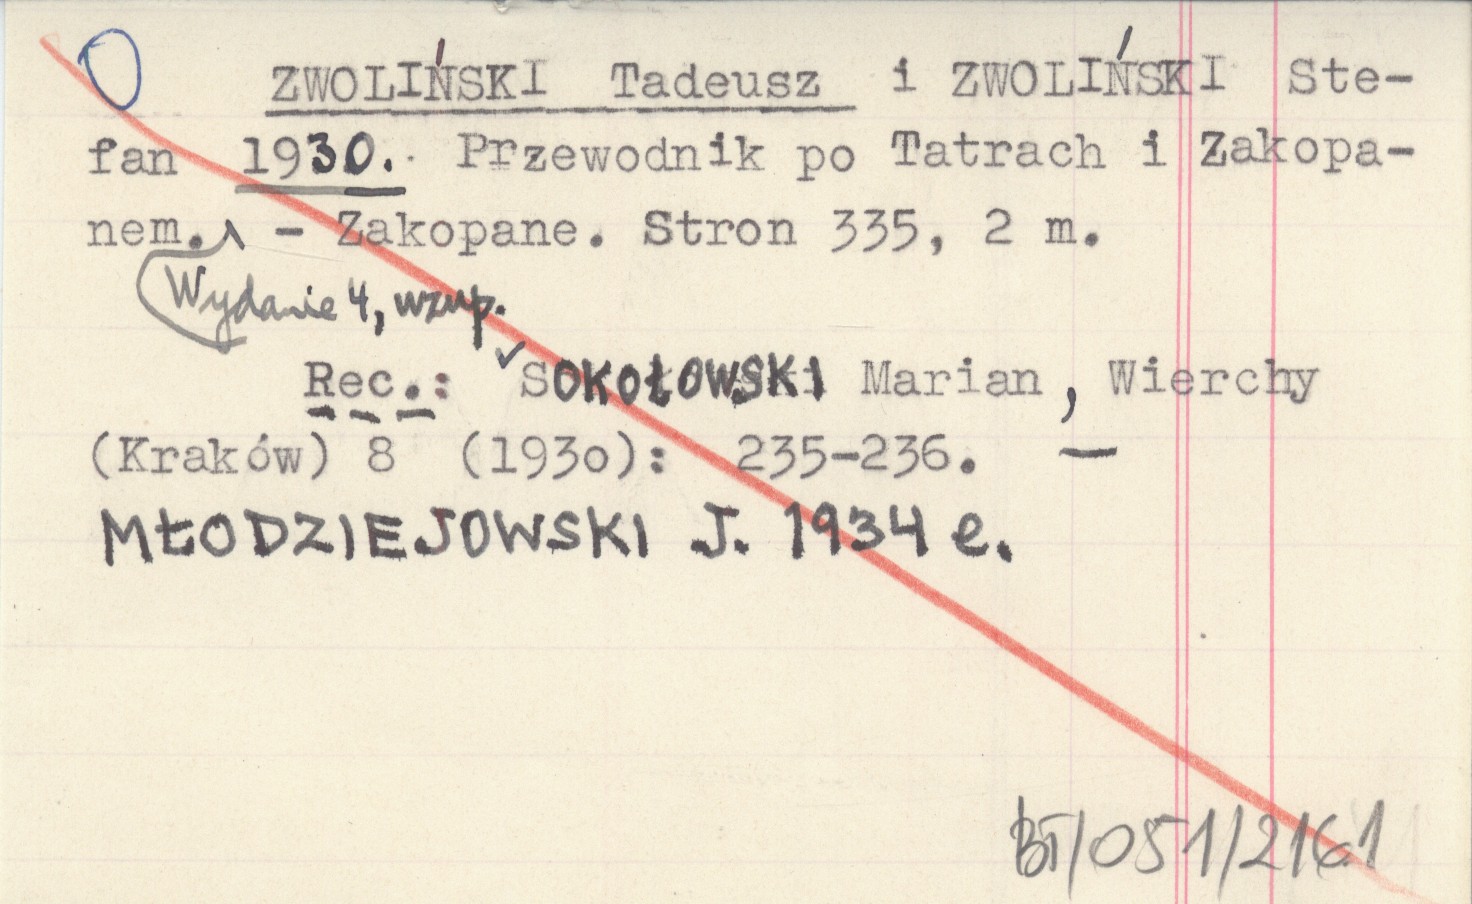 ZWOLIŃSKI Tadeusz i ZWOLIŃSKI Ste-
fan 1930. Przewodnik po Tatrach i Zakopa-
nem. - Zakopane. Stron 335, 2 m.
Wydanie 4, wzup.
Rec.: SOKOŁOWSKI Marian, Wierchy
(Kraków) 8 (1930): 235-236. —
MŁODZIEJOWSKI J. 1934 e.
BT/051/2161